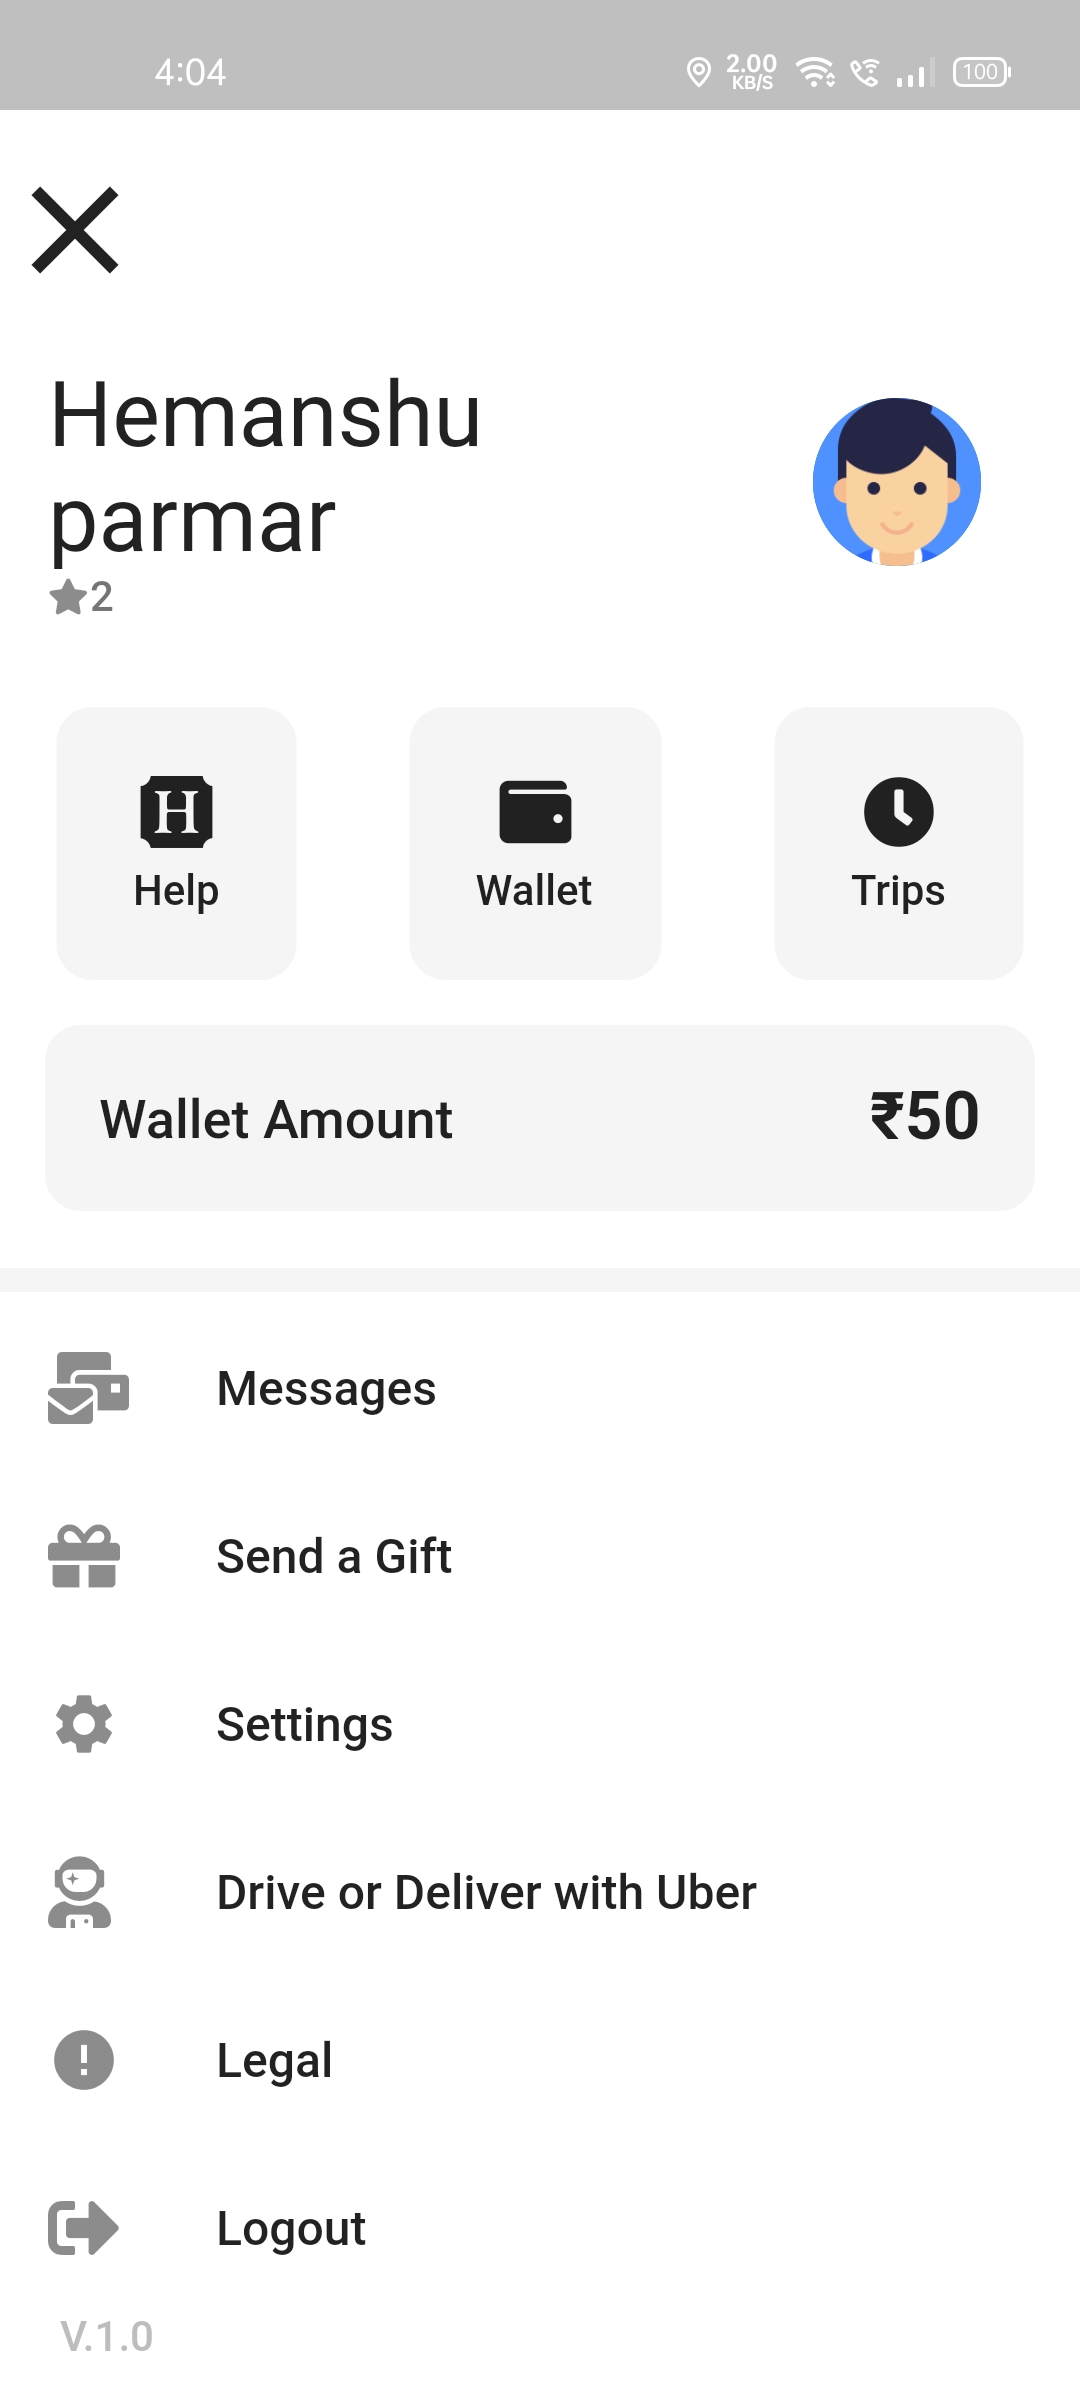 4:04
2.00
KB/S
100
Hemanshu
parmar
2
H
Help
Wallet
Trips
Wallet Amount ₹50
Messages
Send a Gift
Settings
Drive or Deliver with Uber
Legal
Logout
V.1.0